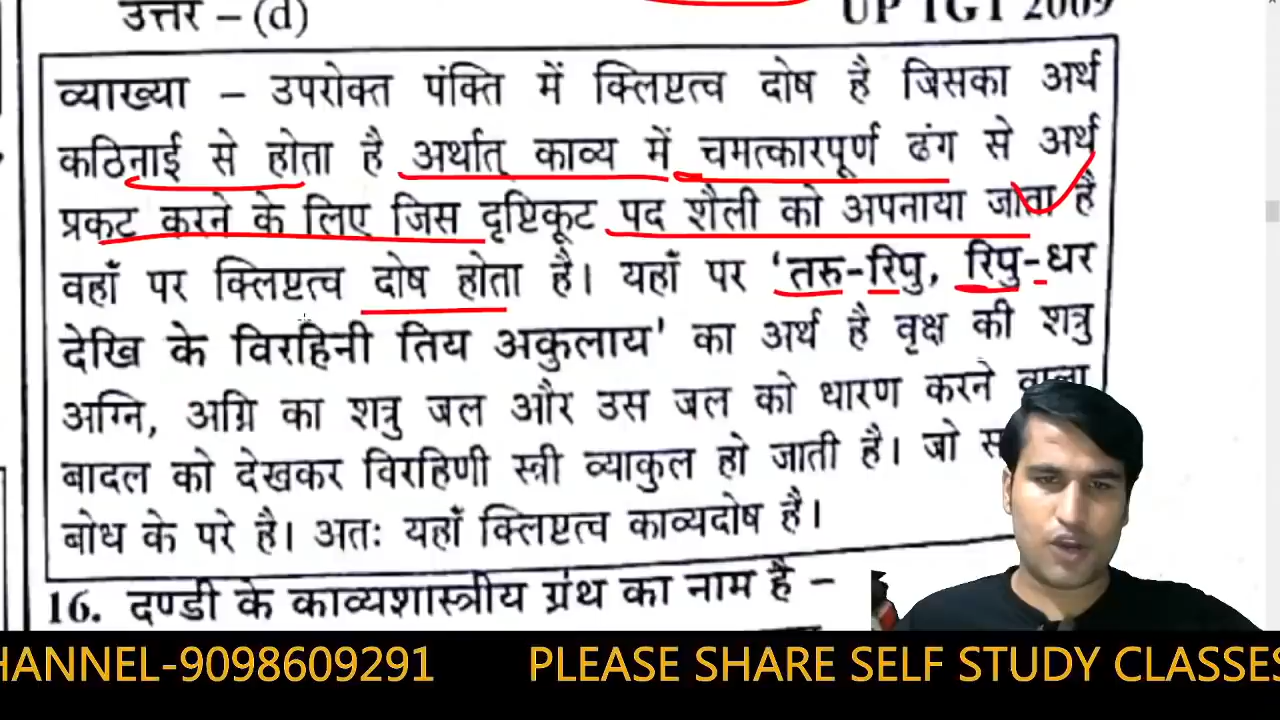 उत्तर – (d)
UP TGT 2009
व्याख्या – उपरोक्त पंक्ति में क्लिष्टत्व दोष है जिसका अर्थ
कठिनाई से होता है अर्थात् काव्य में चमत्कारपूर्ण ढंग से अर्थ
प्रकट करने के लिए जिस दृष्टिकूट पद शैली को अपनाया जाता है
वहाँ पर क्लिष्टत्व दोष होता है। यहाँ पर 'तरु-रिपु, रिपु-धर
देखि के विरहिनी तिय अकुलाय' का अर्थ है वृक्ष की शत्रु
अग्नि, अग्नि का शत्रु जल और उस जल को धारण करने वाला
बादल को देखकर विरहिणी स्त्री व्याकुल हो जाती है। जो
बोध के परे है। अतः यहाँ क्लिष्टत्व काव्यदोष है।
16. दण्डी के काव्यशास्त्रीय ग्रंथ का नाम है –
HANNEL-9098609291 PLEASE SHARE SELF STUDY CLASSES